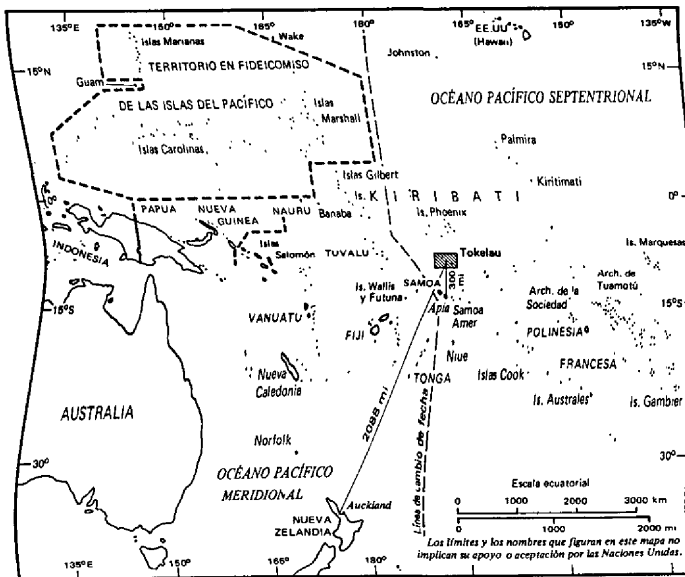 135°E
150°
165°
180°
165°
150°
135°W
Islas Marianas
Wake
EE.UU
(Hawaii)
Johnston
15°N
15°N
TERRITORIO EN FIDEICOMISO
Guam
OCÉANO PACÍFICO SEPTENTRIONAL
DE LAS ISLAS DEL PACÍFICO
Islas
Marshall
Palmira
Islas Carolinas
Islas Gilbert
Kiritimati
Is.
KIRIBATI
0°
0°
PAPUA NUEVA
GUINEA
NAURU
Banaba
Is. Phoenix
INDONESIA
Islas
Salomón
TUVALU
Tokelau
Is. Marquesas
300 mi
Is. Wallis
y Futuna
SAMOA
Arch. de
Tuamotú
Arch. de la
Sociedad
15°S
15°S
Apia
Samoa
Amer
VANUATU
FIJI
POLINESIA
Niue
FRANCESA
Nueva
Caledonia
TONGA
Islas Cook
Is. Australes
Is. Gambier
AUSTRALIA
2088 mi
Línea de cambio de fecha
Norfolk
30°
30°
OCÉANO PACÍFICO
MERIDIONAL
Escala ecuatorial
0 1000 2000 3000 km
0 1000 2000 mi
Auckland
NUEVA
ZELANDIA
Los límites y los nombres que figuran en este mapa no
implican su apoyo o aceptación por las Naciones Unidas.
135°E
150°
165°
180°
165°
150°